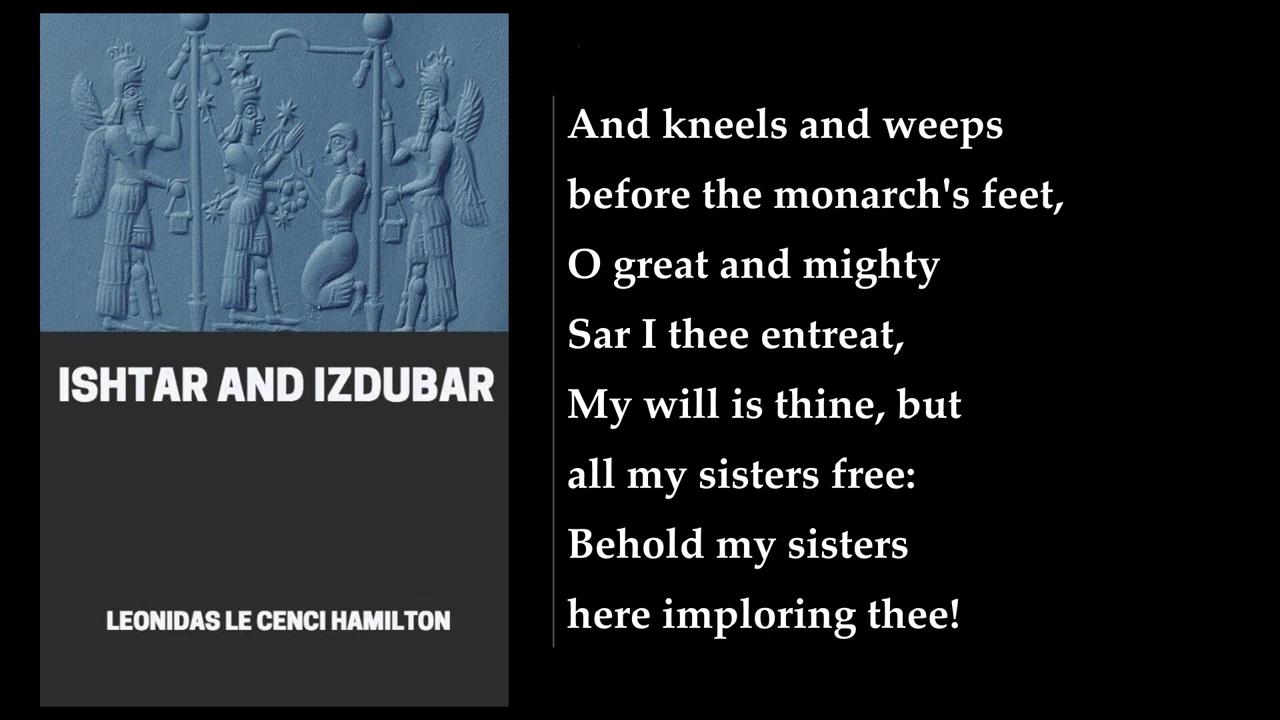 ISHTAR AND IZDUBAR
LEONIDAS LE CENCI HAMILTON
And kneels and weeps
before the monarch's feet,
O great and mighty
Sar I thee entreat,
My will is thine, but
all my sisters free:
Behold my sisters
here imploring thee!